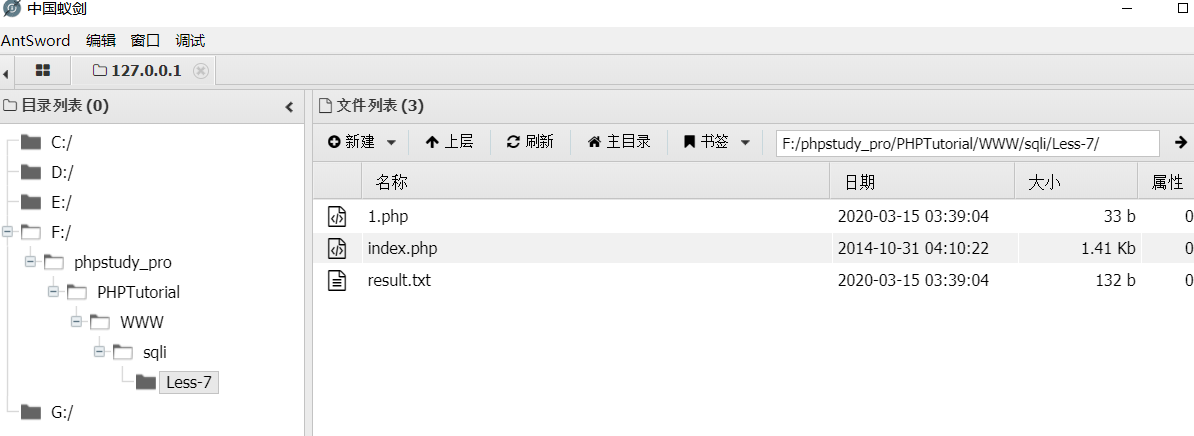 中国蚁剑
AntSword 编辑 窗口 调试
127.0.0.1
目录列表 (0)
C:/
D:/
E:/
F:/
phpstudy_pro
PHPTutorial
WWW
sqli
Less-7
G:/
文件列表 (3)
新建 上层 刷新 主目录 书签 F:/phpstudy_pro/PHPTutorial/WWW/sqli/Less-7/
名称 日期 大小 属性
1.php 2020-03-15 03:39:04 33 b 0
index.php 2014-10-31 04:10:22 1.41 Kb 0
result.txt 2020-03-15 03:39:04 132 b 0